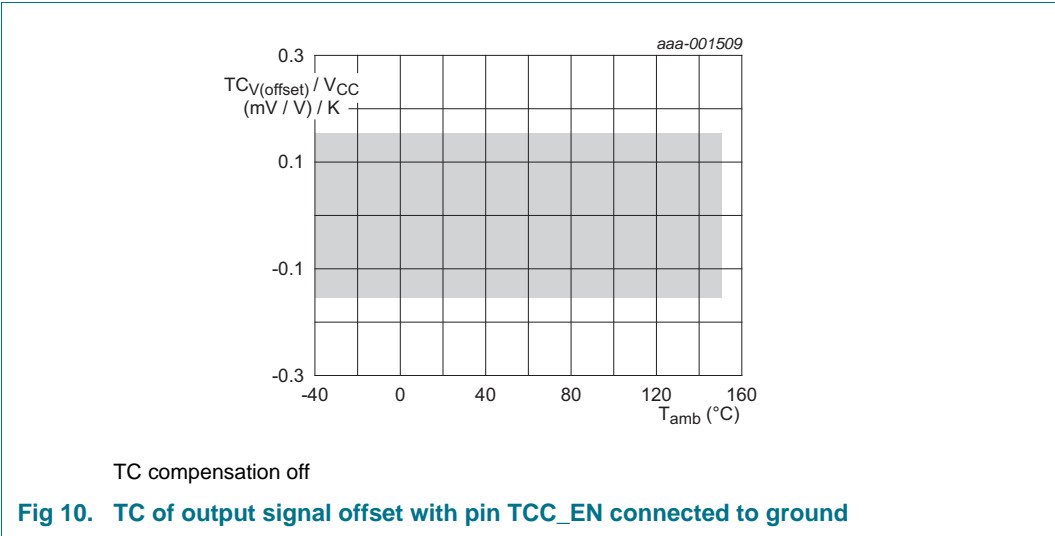 aaa-001509
0.3
TCV(offset) / VCC
(mV / V) / K
0.1
-0.1
-0.3
-40 0 40 80 120 160
Tamb (°C)
TC compensation off
Fig 10. TC of output signal offset with pin TCC_EN connected to ground